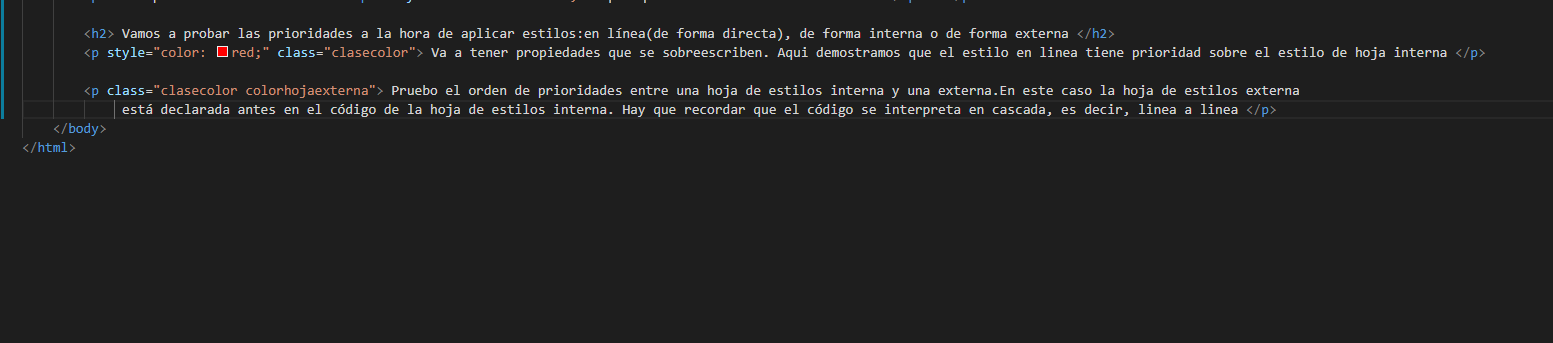 <h2> Vamos a probar las prioridades a la hora de aplicar estilos:en línea(de forma directa), de forma interna o de forma externa </h2>
<p style="color: red;" class="clasecolor"> Va a tener propiedades que se sobreescriben. Aqui demostramos que el estilo en linea tiene prioridad sobre el estilo de hoja interna </p>
<p class="clasecolor colorhojaexterna"> Pruebo el orden de prioridades entre una hoja de estilos interna y una externa.En este caso la hoja de estilos externa
está declarada antes en el código de la hoja de estilos interna. Hay que recordar que el código se interpreta en cascada, es decir, linea a linea </p>
</body>
</html>